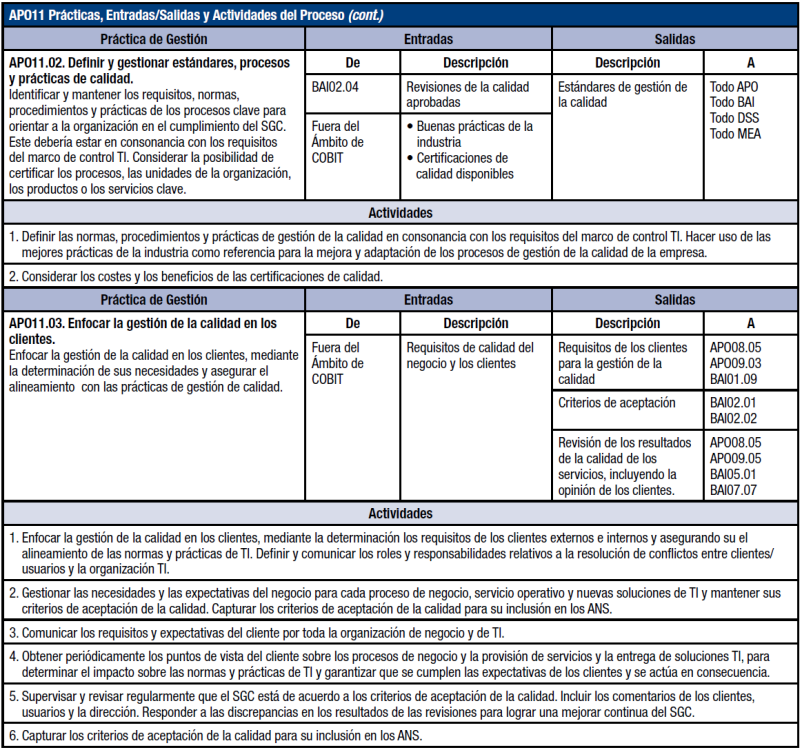 APO11 Prácticas, Entradas/Salidas y Actividades del Proceso (cont.)
Práctica de Gestión
Entradas
Salidas
APO11.02. Definir y gestionar estándares, procesos
y prácticas de calidad.
Identificar y mantener los requisitos, normas,
procedimientos y prácticas de los procesos clave para
orientar a la organización en el cumplimiento del SGC.
Este debería estar en consonancia con los requisitos
del marco de control TI. Considerar la posibilidad de
certificar los procesos, las unidades de la organización,
los productos o los servicios clave.
De
Descripción
Descripción
A
BAI02.04
Revisiones de la calidad
aprobadas
Estándares de gestión de
la calidad
Todo APO
Todo BAI
Todo DSS
Todo MEA
Fuera del
Ámbito de
COBIT
• Buenas prácticas de la
industria
• Certificaciones de
calidad disponibles
Actividades
1. Definir las normas, procedimientos y prácticas de gestión de la calidad en consonancia con los requisitos del marco de control TI. Hacer uso de las
mejores prácticas de la industria como referencia para la mejora y adaptación de los procesos de gestión de la calidad de la empresa.
2. Considerar los costes y los beneficios de las certificaciones de calidad.
Práctica de Gestión
Entradas
Salidas
APO11.03. Enfocar la gestión de la calidad en los
clientes.
Enfocar la gestión de la calidad en los clientes, mediante
la determinación de sus necesidades y asegurar el
alineamiento con las prácticas de gestión de calidad.
De
Descripción
Descripción
A
Fuera del
Ámbito de
COBIT
Requisitos de calidad del
negocio y los clientes
Requisitos de los clientes
para la gestión de la
calidad
APO08.05
APO09.03
BAI01.09
Criterios de aceptación
BAI02.01
BAI02.02
Revisión de los resultados
de la calidad de los
servicios, incluyendo la
opinión de los clientes.
APO08.05
APO09.05
BAI05.01
BAI07.07
Actividades
1. Enfocar la gestión de la calidad en los clientes, mediante la determinación los requisitos de los clientes externos e internos y asegurando su el
alineamiento de las normas y prácticas de TI. Definir y comunicar los roles y responsabilidades relativos a la resolución de conflictos entre clientes/
usuarios y la organización TI.
2. Gestionar las necesidades y las expectativas del negocio para cada proceso de negocio, servicio operativo y nuevas soluciones de TI y mantener sus
criterios de aceptación de la calidad. Capturar los criterios de aceptación de la calidad para su inclusión en los ANS.
3. Comunicar los requisitos y expectativas del cliente por toda la organización de negocio y de TI.
4. Obtener periódicamente los puntos de vista del cliente sobre los procesos de negocio y la provisión de servicios y la entrega de soluciones TI, para
determinar el impacto sobre las normas y prácticas de TI y garantizar que se cumplen las expectativas de los clientes y se actúa en consecuencia.
5. Supervisar y revisar regularmente que el SGC está de acuerdo a los criterios de aceptación de la calidad. Incluir los comentarios de los clientes,
usuarios y la dirección. Responder a las discrepancias en los resultados de las revisiones para lograr una mejorar continua del SGC.
6. Capturar los criterios de aceptación de la calidad para su inclusión en los ANS.